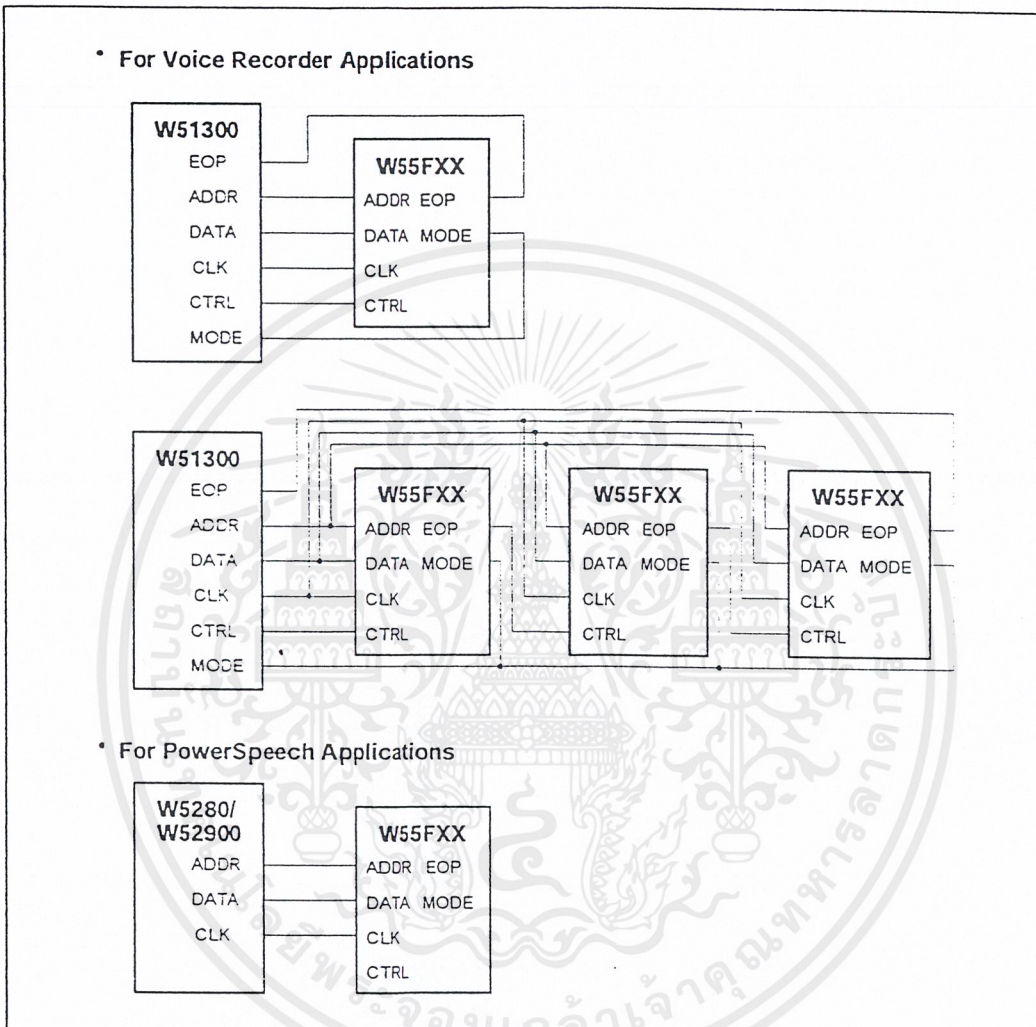 • For Voice Recorder Applications
W51300
EOP
ADDR
DATA
CLK
CTRL
MODE
W55FXX
ADDR EOP
DATA MODE
CLK
CTRL
W51300
EOP
ADDR
DATA
CLK
CTRL
MODE
W55FXX
ADDR EOP
DATA MODE
CLK
CTRL
W55FXX
ADDR EOP
DATA MODE
CLK
CTRL
W55FXX
ADDR EOP
DATA MODE
CLK
CTRL
• For PowerSpeech Applications
W5280/
W52900
ADDR
DATA
CLK
W55FXX
ADDR EOP
DATA MODE
CLK
CTRL